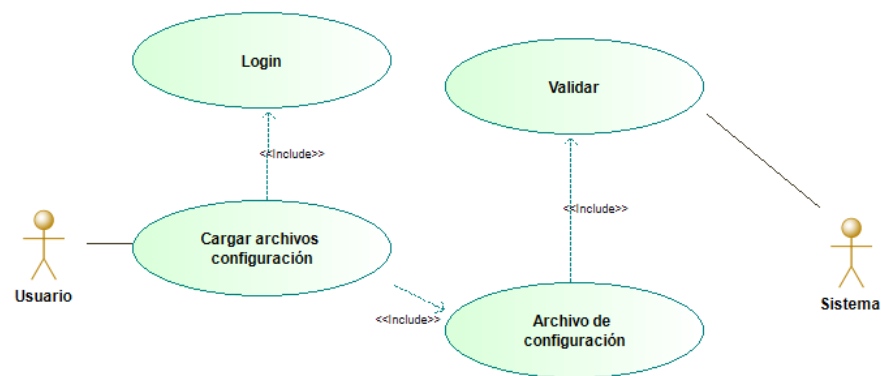 Login
Validar
<<Include>>
<<Include>>
Cargar archivos
configuración
Usuario
Sistema
<<Include>>
Archivo de
configuración